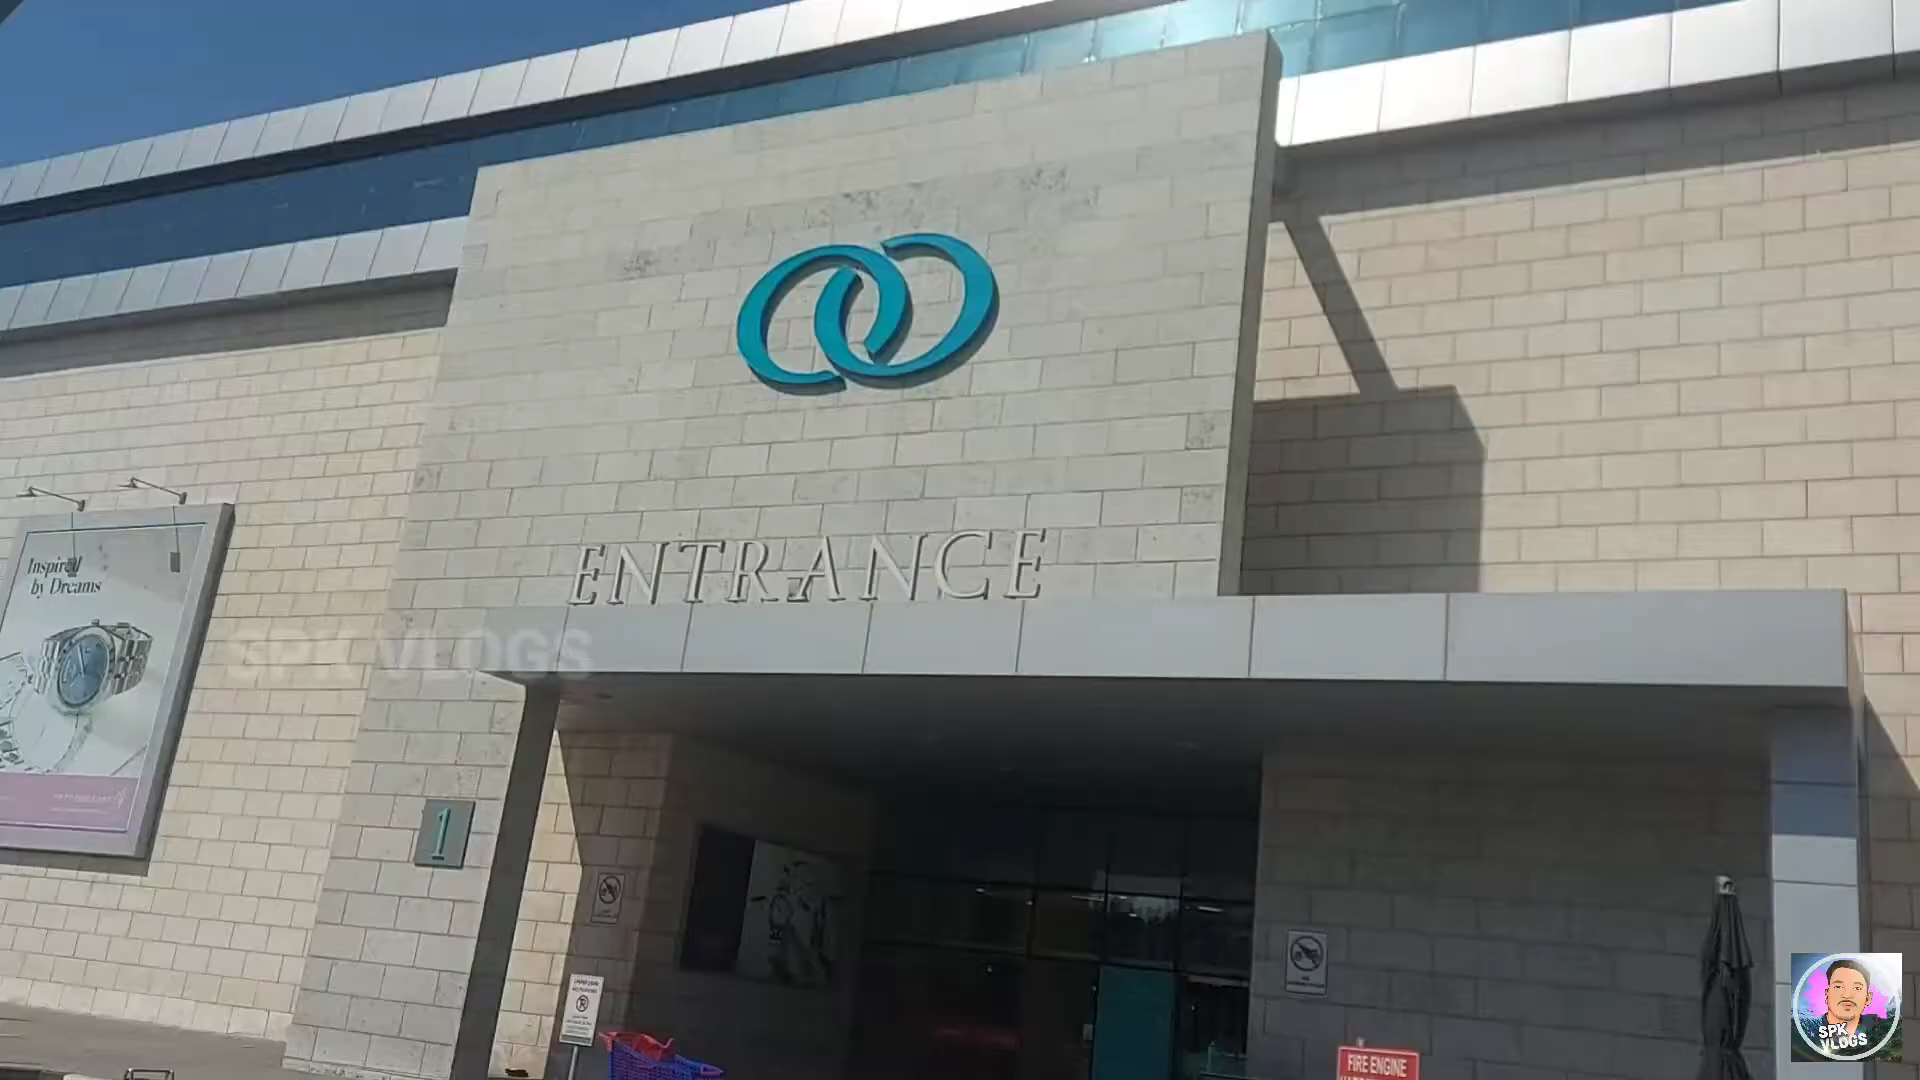 ENTRANCE
Inspired
by Dreams
SPK VLOGS
1
FIRE ENGINE
SPK
VLOGS